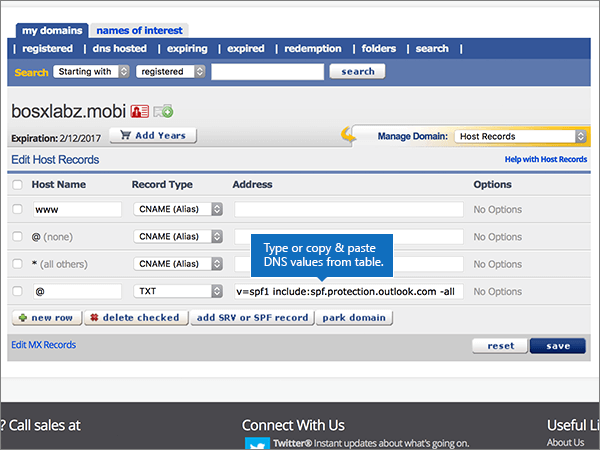 my domains names of interest
| registered | dns hosted | expiring | expired | redemption | folders | search |
Search Starting with registered search
bosxlabz.mobi
Expiration: 2/12/2017 Add Years Manage Domain: Host Records
Edit Host Records Help with Host Records
Host Name Record Type Address Options
www CNAME (Alias) No Options
@ (none) CNAME (Alias) No Options
Type or copy & paste
DNS values from table.
* (all others) CNAME (Alias) No Options
@ TXT v=spf1 include:spf.protection.outlook.com -all No Options
new row delete checked add SRV or SPF record park domain
Edit MX Records reset save
? Call sales at Connect With Us Useful Li
Twitter® Instant updates about what's going on. About Us